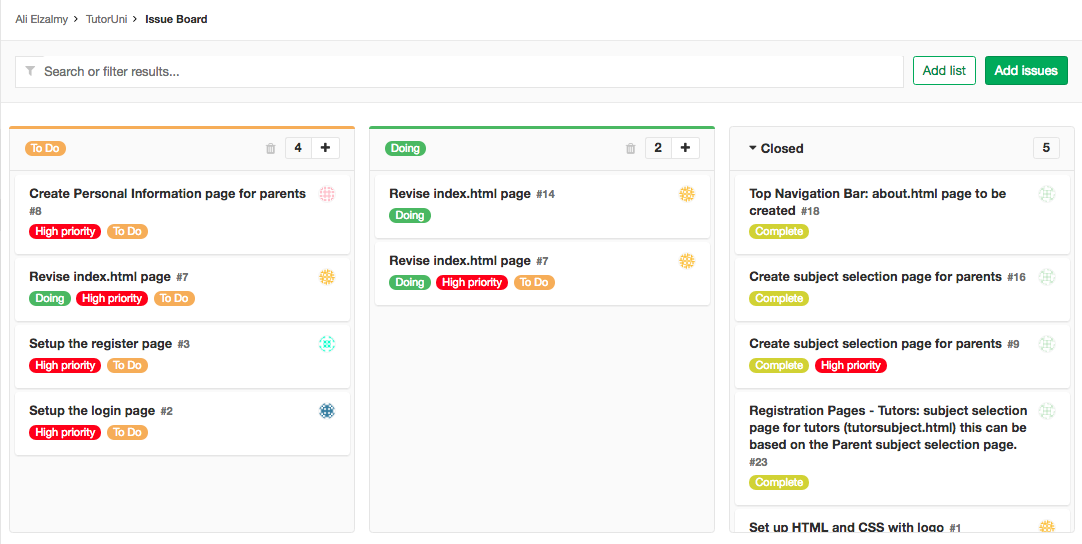 Ali Elzalmy > TutorUni > Issue Board
Search or filter results...
Add list
Add issues
To Do
4
+
Create Personal Information page for parents
#8
High priority To Do
Revise index.html page #7
Doing High priority To Do
Setup the register page #3
High priority To Do
Setup the login page #2
High priority To Do
Doing
2
+
Revise index.html page #14
Doing
Revise index.html page #7
Doing High priority To Do
Closed
5
Top Navigation Bar: about.html page to be
created #18
Complete
Create subject selection page for parents #16
Complete
Create subject selection page for parents #9
Complete High priority
Registration Pages - Tutors: subject selection
page for tutors (tutorsubject.html) this can be
based on the Parent subject selection page.
#23
Complete
Set up HTML and CSS with logo #1